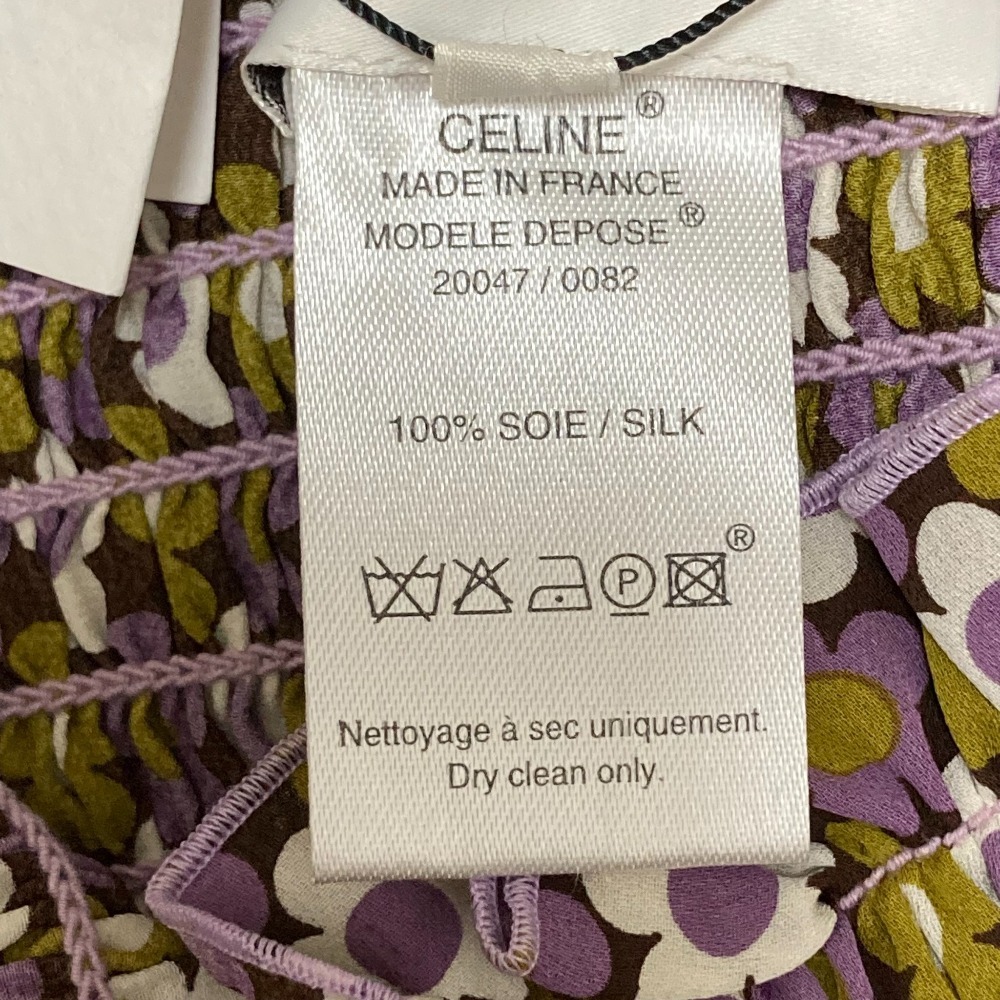 CELINE®
MADE IN FRANCE
MODELE DEPOSE®
20047 / 0082
100% SOIE / SILK
P ®
Nettoyage à sec uniquement.
Dry clean only.